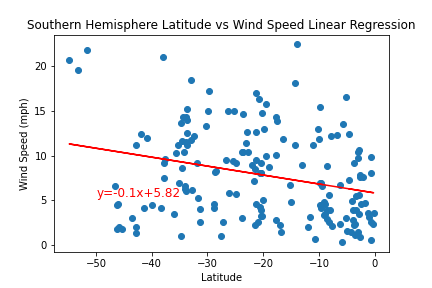 Southern Hemisphere Latitude vs Wind Speed Linear Regression
20
15
10
5
0
Wind Speed (mph)
y=-0.1x+5.82
−50
−40
−30
−20
−10
0
Latitude